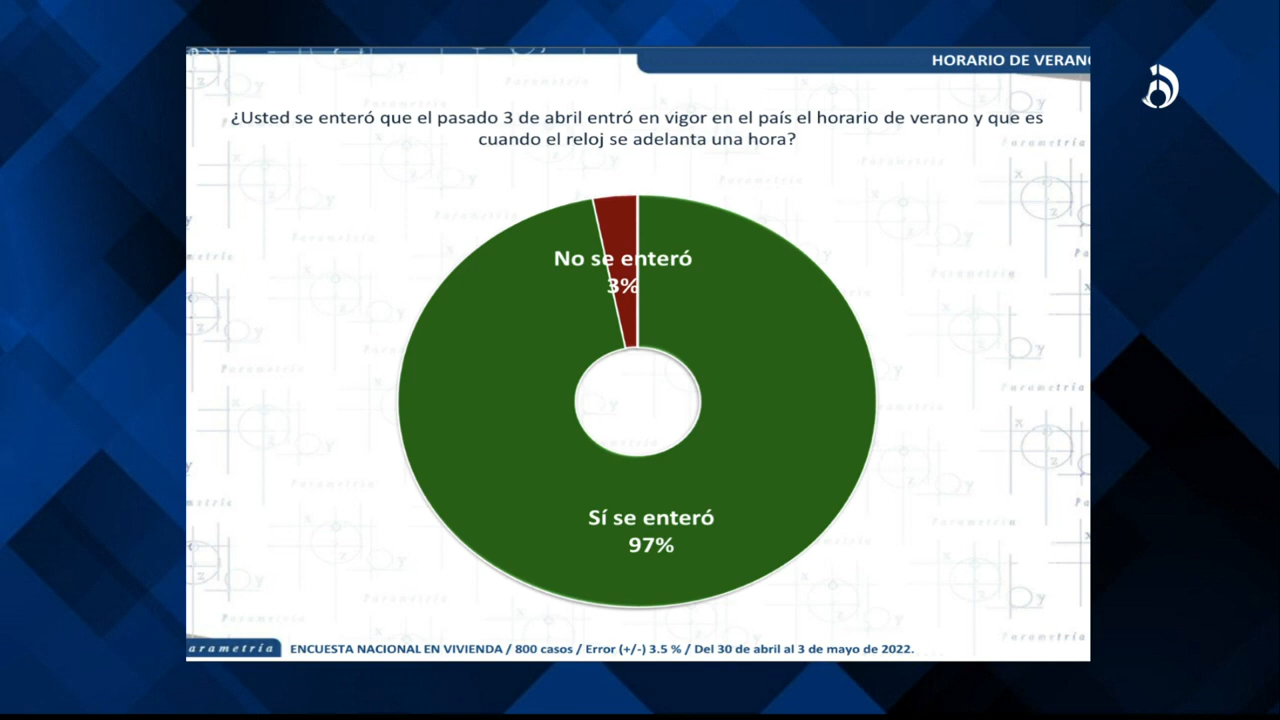 HORARIO DE VERANO
¿Usted se enteró que el pasado 3 de abril entró en vigor en el país el horario de verano y que es
cuando el reloj se adelanta una hora?
No se enteró
3%
Sí se enteró
97%
arametría
ENCUESTA NACIONAL EN VIVIENDA / 800 casos / Error (+/-) 3.5 % / Del 30 de abril al 3 de mayo de 2022.